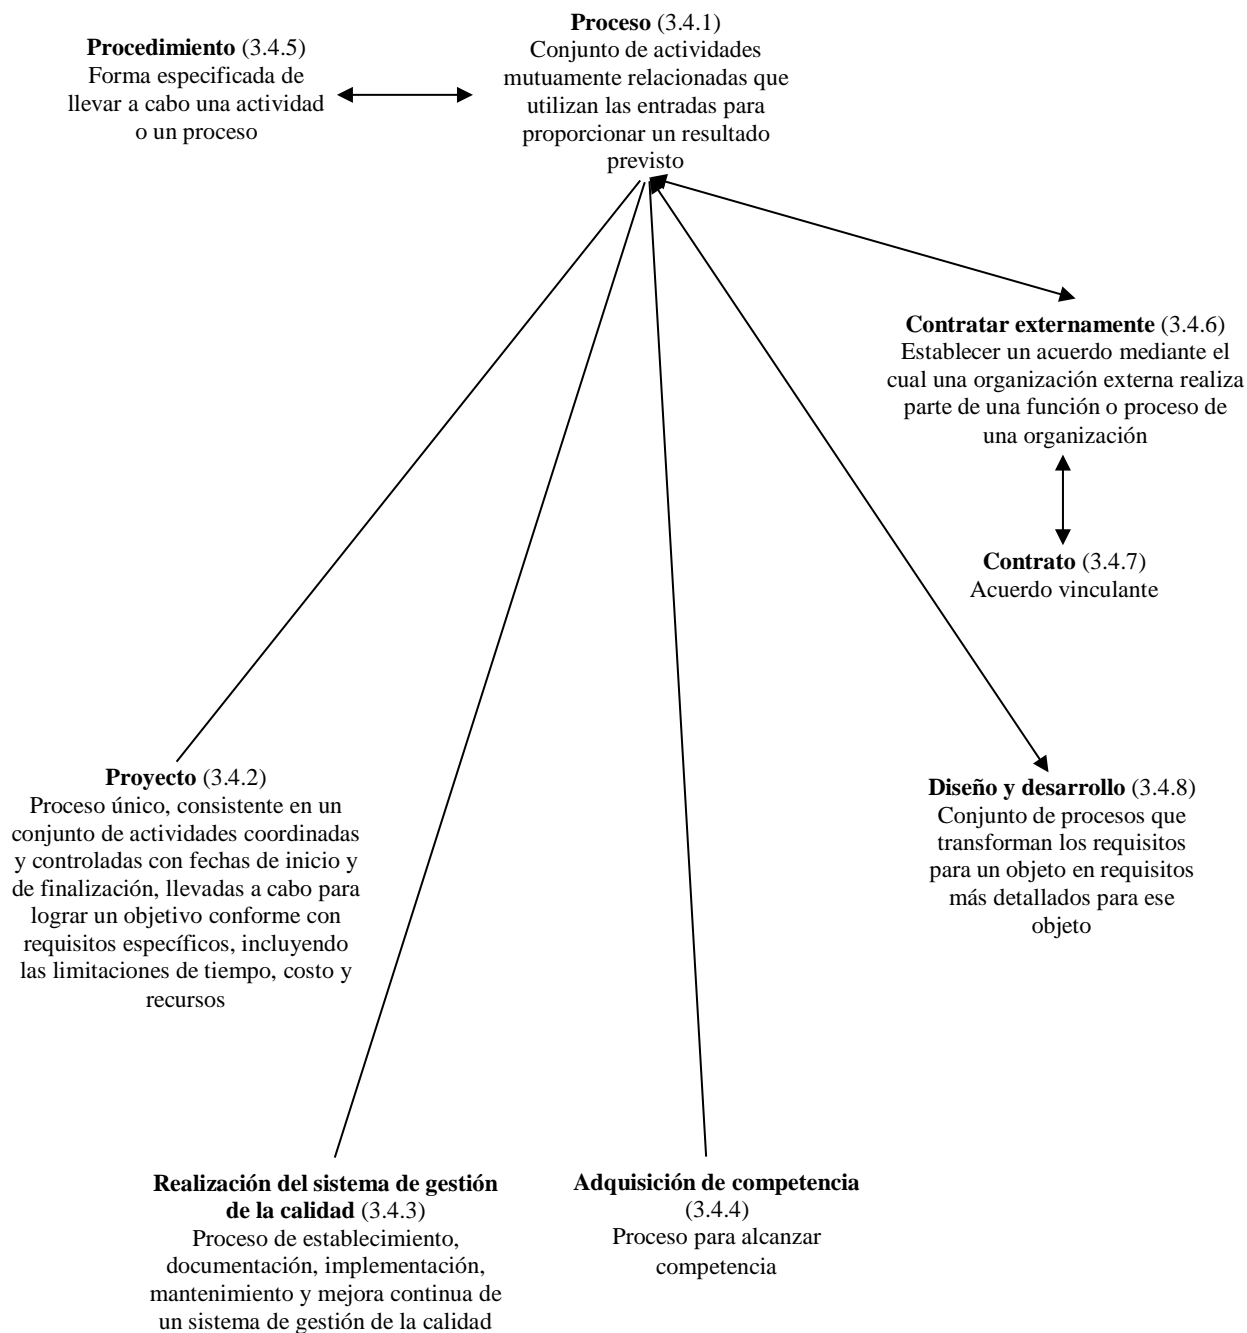 Proceso (3.4.1)
Conjunto de actividades
mutuamente relacionadas que
utilizan las entradas para
proporcionar un resultado
previsto
Procedimiento (3.4.5)
Forma especificada de
llevar a cabo una actividad
o un proceso
Contratar externamente (3.4.6)
Establecer un acuerdo mediante el
cual una organización externa realiza
parte de una función o proceso de
una organización
Contrato (3.4.7)
Acuerdo vinculante
Proyecto (3.4.2)
Proceso único, consistente en un
conjunto de actividades coordinadas
y controladas con fechas de inicio y
de finalización, llevadas a cabo para
lograr un objetivo conforme con
requisitos específicos, incluyendo
las limitaciones de tiempo, costo y
recursos
Diseño y desarrollo (3.4.8)
Conjunto de procesos que
transforman los requisitos
para un objeto en requisitos
más detallados para ese
objeto
Realización del sistema de gestión
de la calidad (3.4.3)
Proceso de establecimiento,
documentación, implementación,
mantenimiento y mejora continua de
un sistema de gestión de la calidad
Adquisición de competencia
(3.4.4)
Proceso para alcanzar
competencia